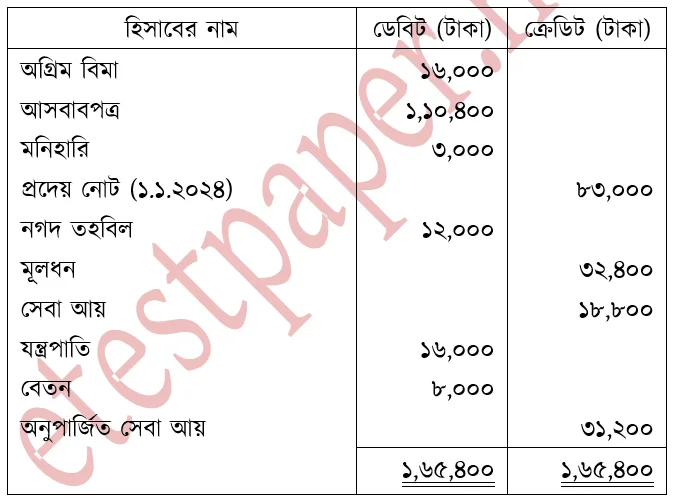 হিসাবের নাম ডেবিট (টাকা) ক্রেডিট (টাকা)
অগ্রিম বিমা ১৬,০০০
আসবাবপত্র ১,১০,৪০০
মনিহারি ৩,০০০
প্রদেয় নোট (১.১.২০২৪) ৮৩,০০০
নগদ তহবিল ১২,০০০
মূলধন ৩২,৪০০
সেবা আয় ১৮,৮০০
যন্ত্রপাতি ১৬,০০০
বেতন ৮,০০০
অনুপার্জিত সেবা আয় ৩১,২০০
১,৬৫,৪০০ ১,৬৫,৪০০